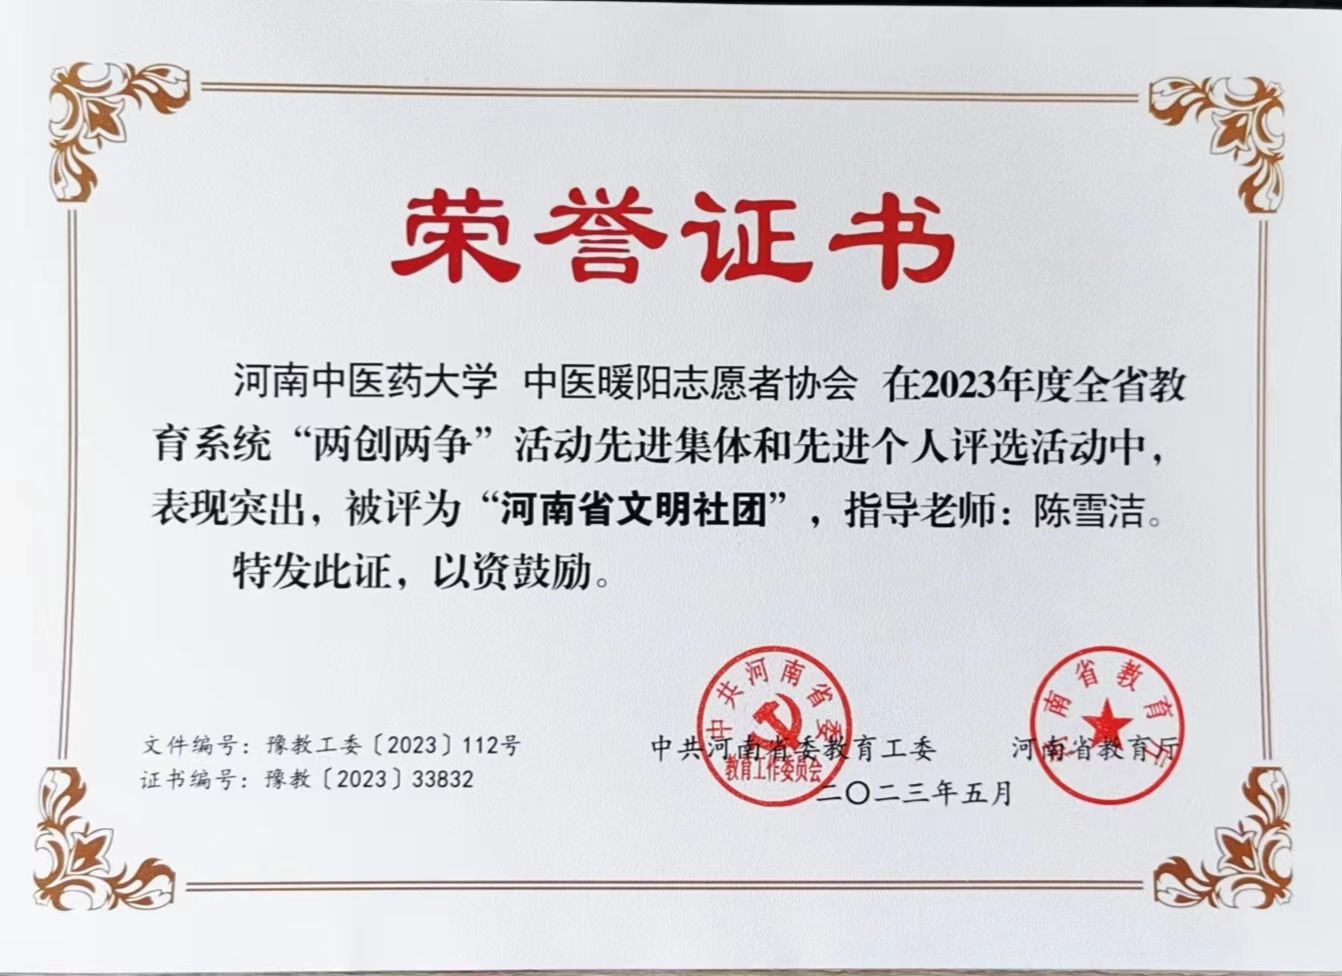 荣誉证书
河南中医药大学 中医暖阳志愿者协会 在2023年度全省教
育系统“两创两争”活动先进集体和先进个人评选活动中，
表现突出，被评为“河南省文明社团”，指导老师：陈雪洁。
特发此证，以资鼓励。
中共河南省委
教育工作委员会
河南省教育厅
文件编号：豫教工委〔2023〕112号
中共河南省委教育工委
河南省教育厅
证书编号：豫教〔2023〕33832
二〇二三年五月